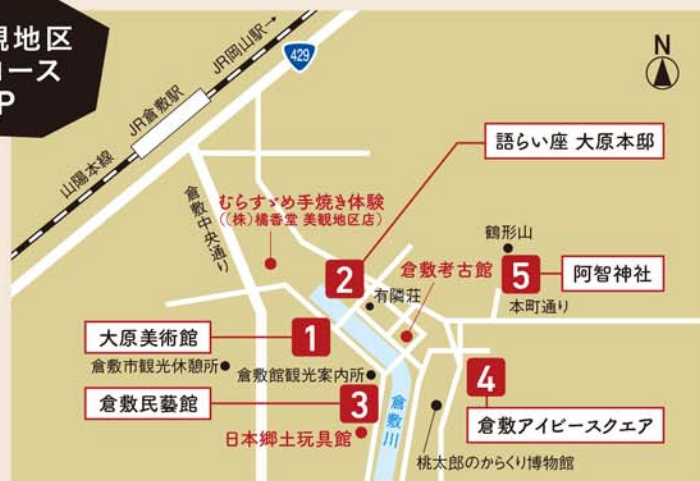 観地区
コース
P
JR岡山駅→
429
N
JR倉敷駅
山陽本線
語らい座 大原本邸
倉敷中央通り
むらすゞめ手焼き体験
((株)橘香堂 美観地区店)
鶴形山
2
倉敷考古館
5
阿智神社
有隣荘
本町通り
1
大原美術館
倉敷市観光休憩所
倉敷館観光案内所
4
倉敷民藝館
3
倉敷川
倉敷アイビースクエア
日本郷土玩具館
桃太郎のからくり博物館